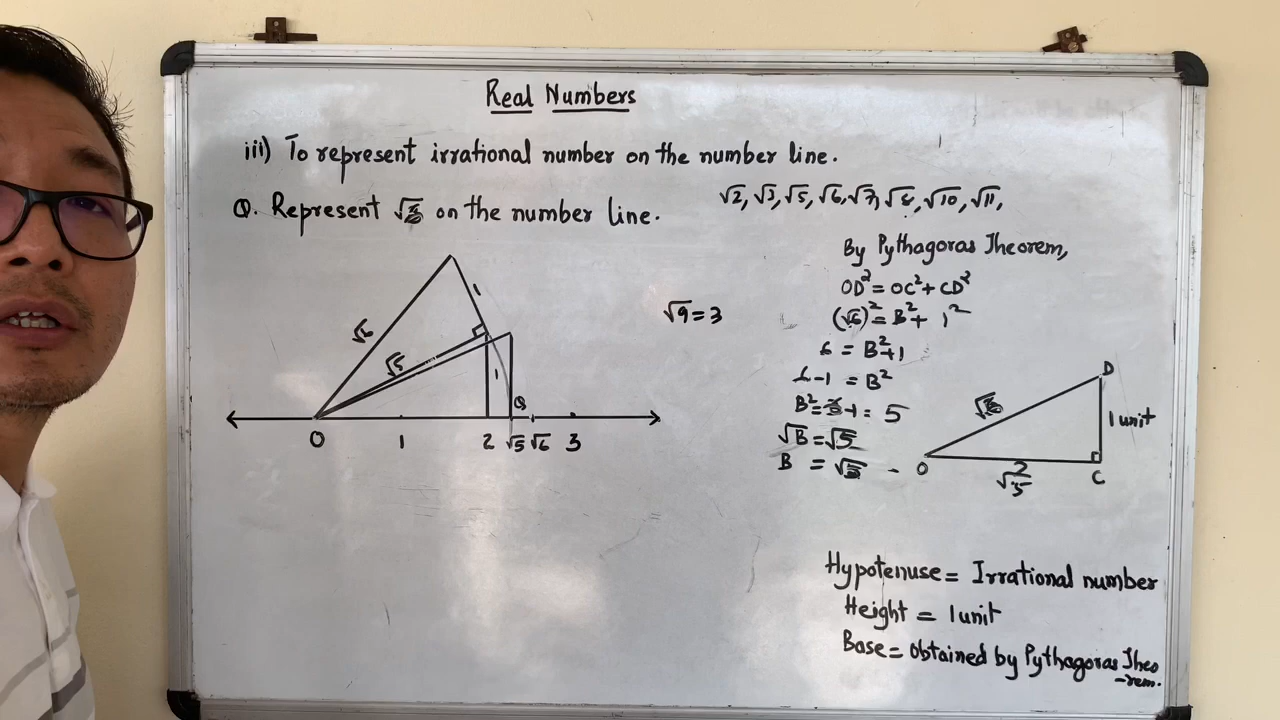 Real Numbers
iii) To represent irrational number on the number line.
Q. Represent √6 on the number line.
√2, √3, √5, √6, √7, √8, √10, √11,
By Pythagoras Theorem,
OD² = OC² + CD²
(√6)² = B² + 1²
6 = B² + 1
6 - 1 = B²
B² = 6 - 1 = 5
√B = √5
B = √5
√9 = 3
√6
1
√5
1
Q
O 1 2 √5 √6 3
D
√6
1 unit
O
2
√5
C
Hypotenuse = Irrational number
Height = 1 unit
Base = obtained by Pythagoras Theo
-rem.